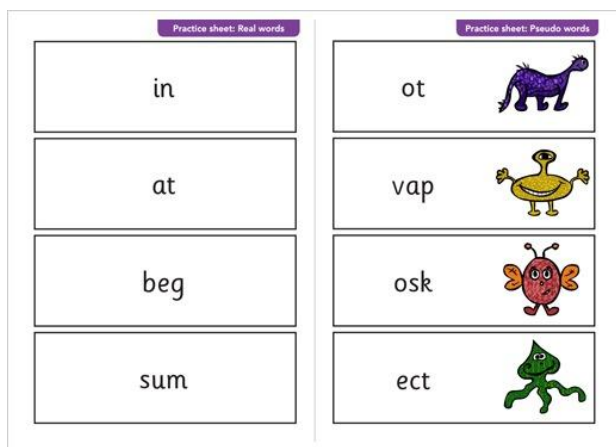 Practice sheet: Real words
in
at
beg
sum
Practice sheet: Pseudo words
ot
vap
osk
ect